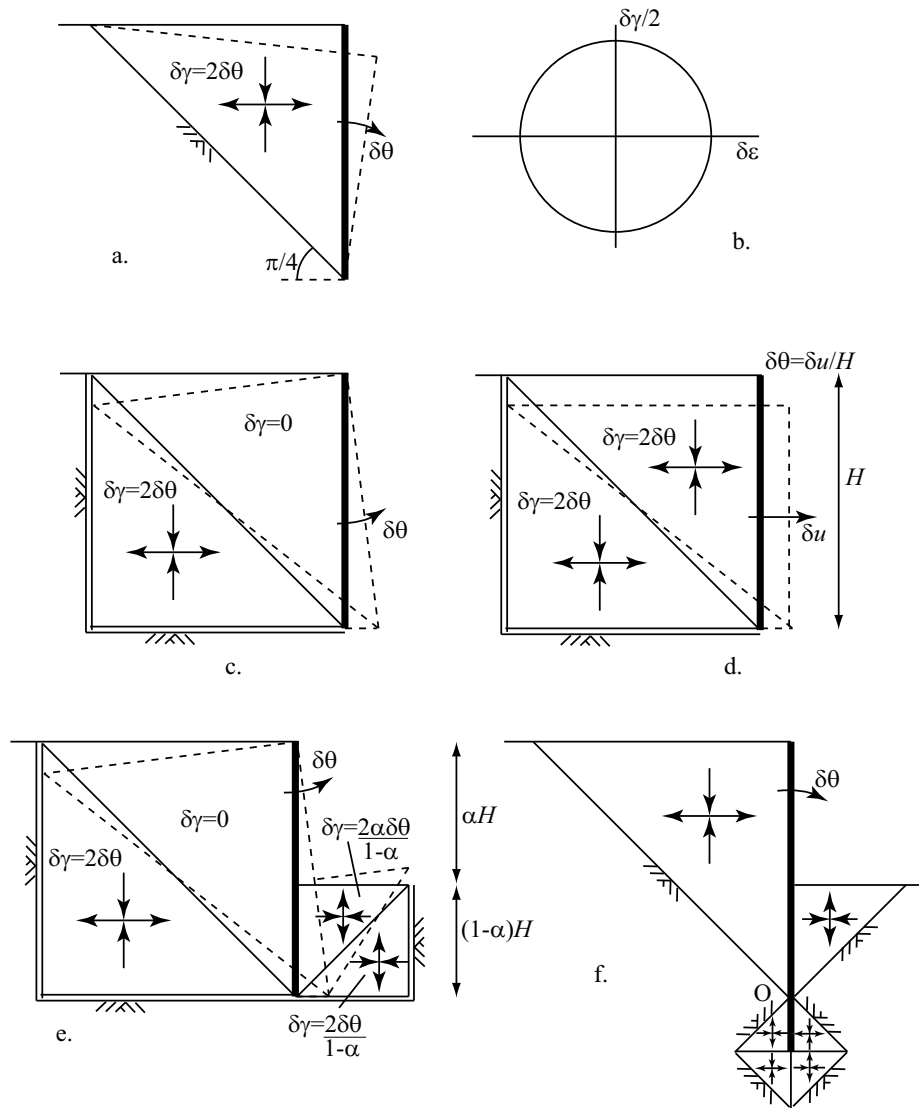 δγ/2
δγ=2δθ
δθ
δε
a.
π/4
b.
δγ=0
δγ=2δθ
δθ
c.
δθ=δu/H
δγ=2δθ
δγ=2δθ
H
δu
d.
δθ
δγ=0
δγ=2αδθ
1-α
αH
δγ=2δθ
(1-α)H
δγ=2δθ
1-α
e.
δθ
O
f.